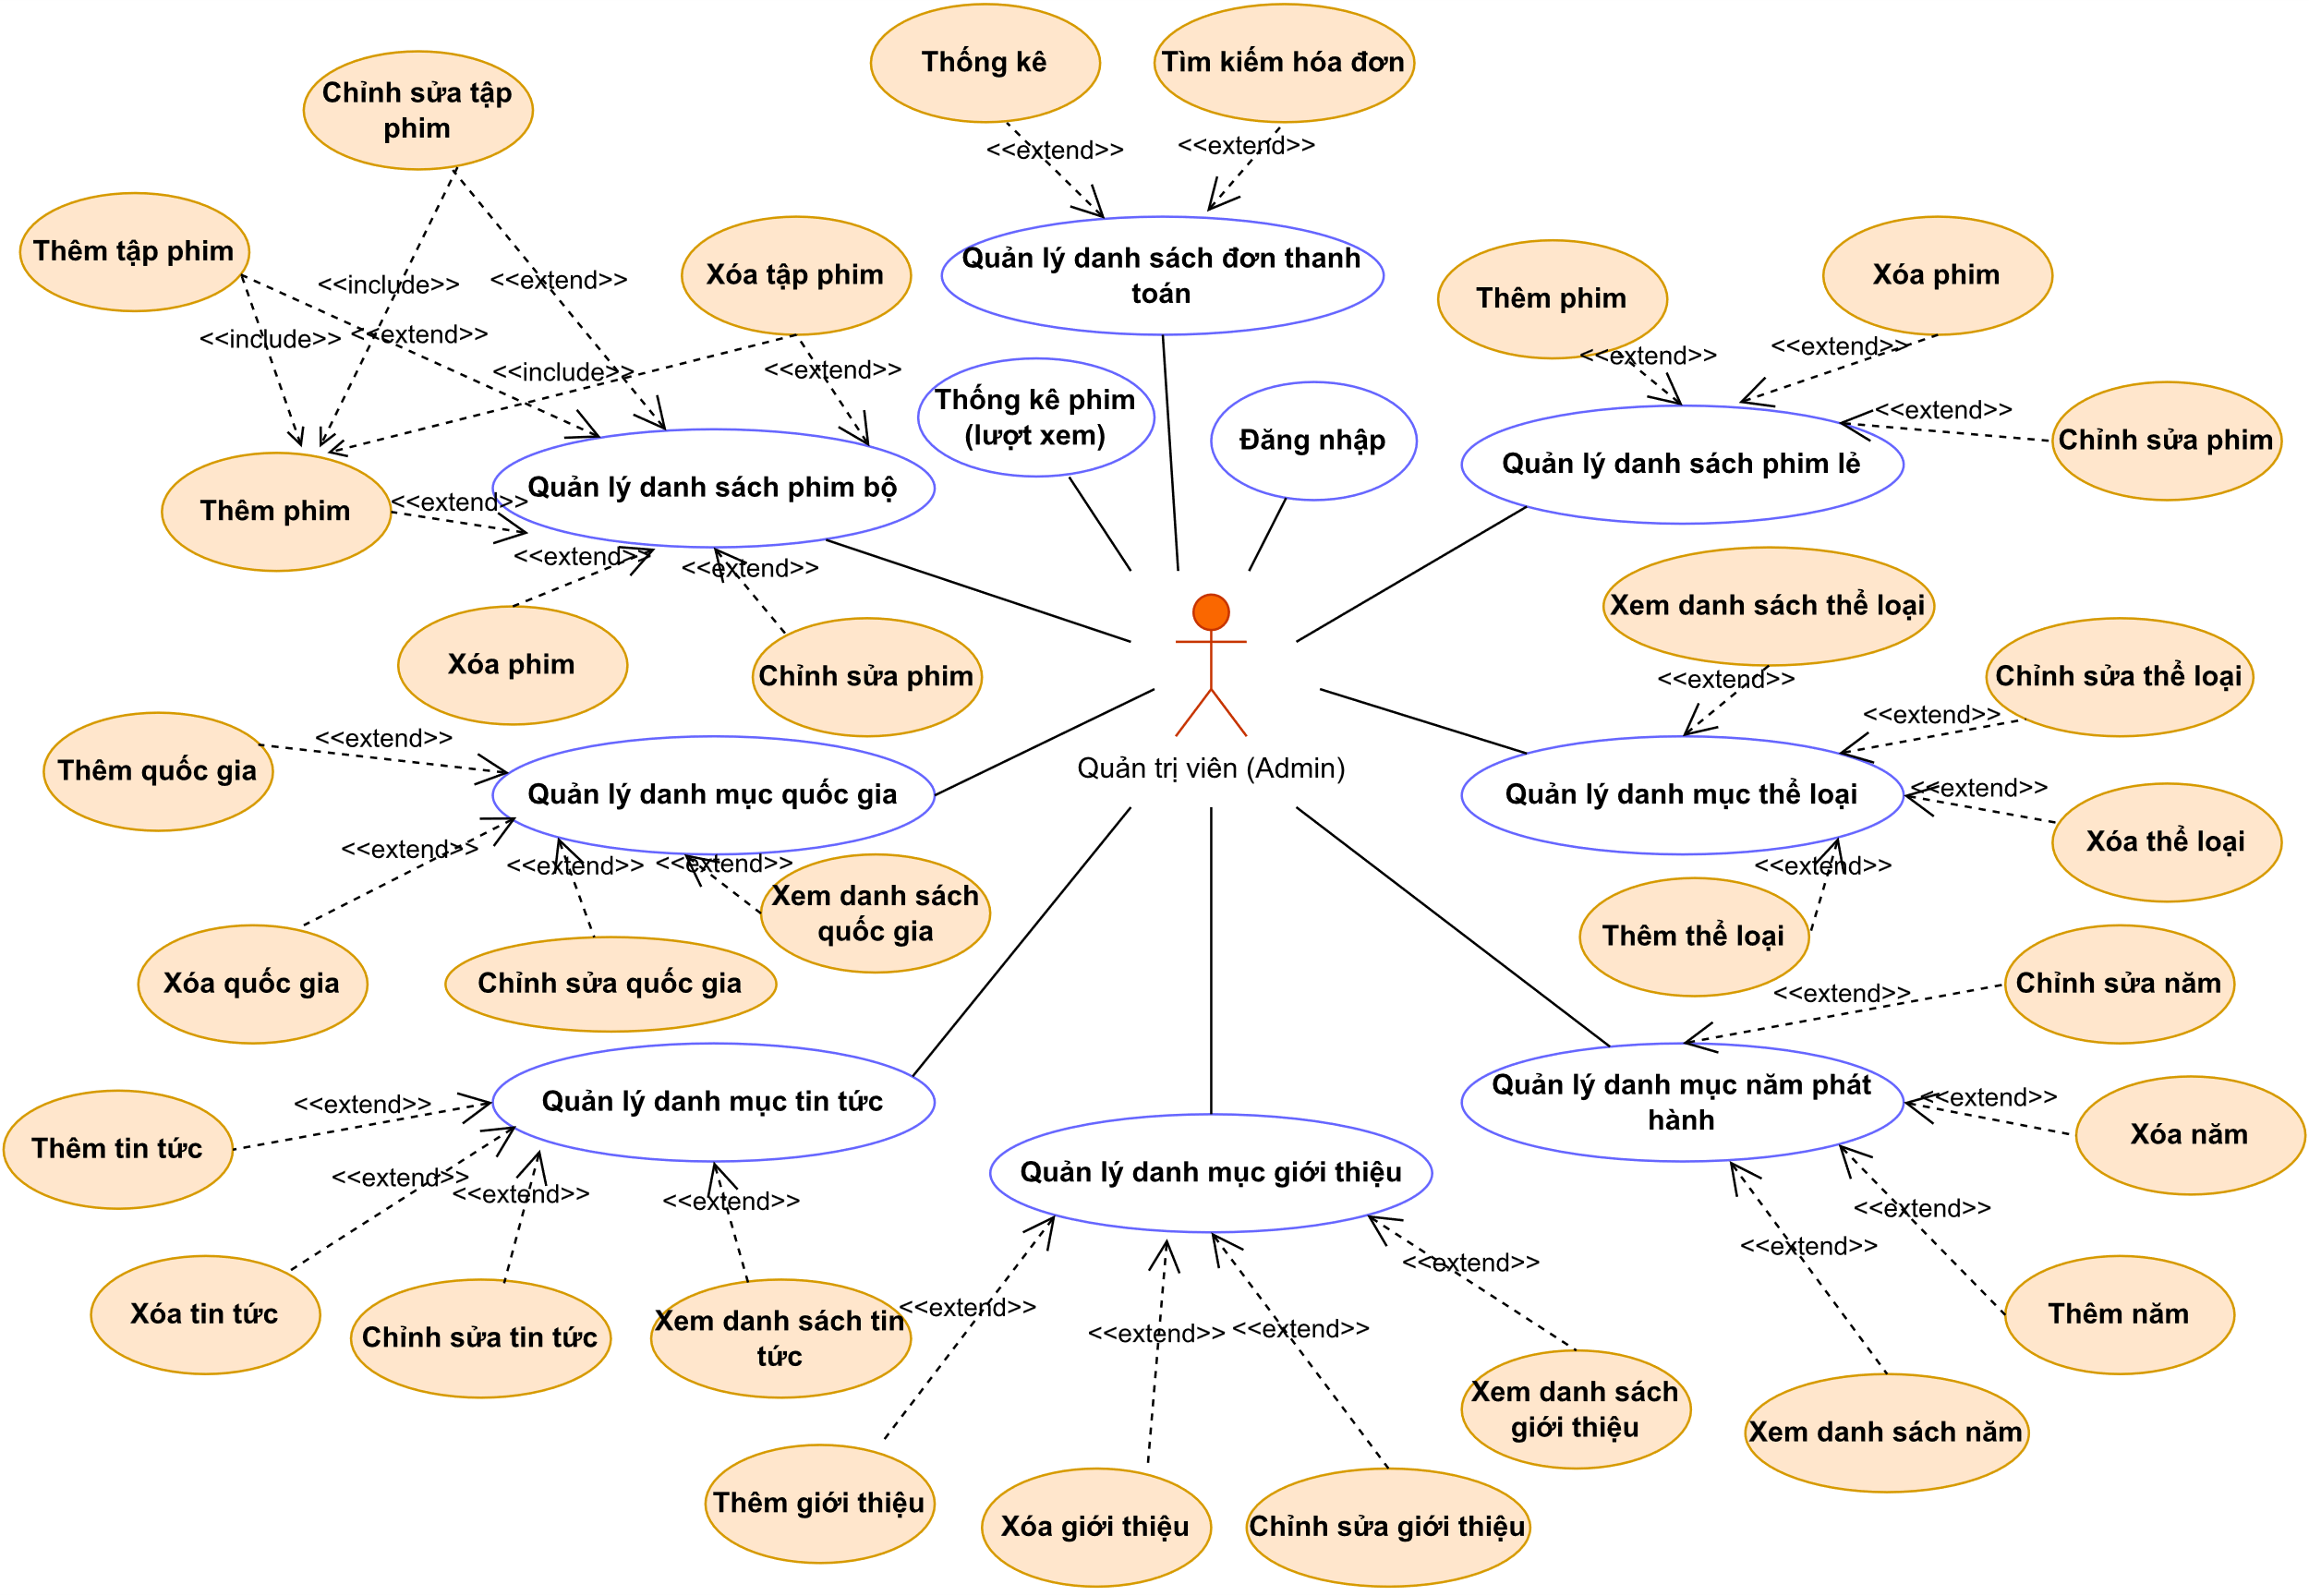 Thống kê
Tìm kiếm hóa đơn
Chỉnh sửa tập
phim
<<extend>>
<<extend>>
Thêm tập phim
Xóa tập phim
Quản lý danh sách đơn thanh
toán
Thêm phim
Xóa phim
<<include>>
<<extend>>
<<include>>
<<extend>>
<<include>>
<<extend>>
<<extend>>
<<extend>>
Thống kê phim
(lượt xem)
Đăng nhập
<<extend>>
Chỉnh sửa phim
Quản lý danh sách phim lẻ
Quản lý danh sách phim bộ
Thêm phim
<<extend>>
<<extend>>
<<extend>>
Xóa phim
Chỉnh sửa phim
Xem danh sách thể loại
<<extend>>
Chỉnh sửa thể loại
<<extend>>
Quản trị viên (Admin)
<<extend>>
Thêm quốc gia
Quản lý danh mục quốc gia
Quản lý danh mục thể loại
<<extend>>
Xóa thể loại
<<extend>>
<<extend>>
<<extend>>
<<extend>>
Xem danh sách
quốc gia
Thêm thể loại
Xóa quốc gia
Chỉnh sửa quốc gia
Chỉnh sửa năm
<<extend>>
Quản lý danh mục tin tức
Quản lý danh mục năm phát
hành
<<extend>>
<<extend>>
Thêm tin tức
Xóa năm
Quản lý danh mục giới thiệu
<<extend>>
<<extend>>
<<extend>>
<<extend>>
<<extend>>
<<extend>>
Xóa tin tức
Chỉnh sửa tin tức
Xem danh sách tin
tức
<<extend>>
<<extend>>
<<extend>>
Thêm năm
Xem danh sách
giới thiệu
Xem danh sách năm
Thêm giới thiệu
Xóa giới thiệu
Chỉnh sửa giới thiệu